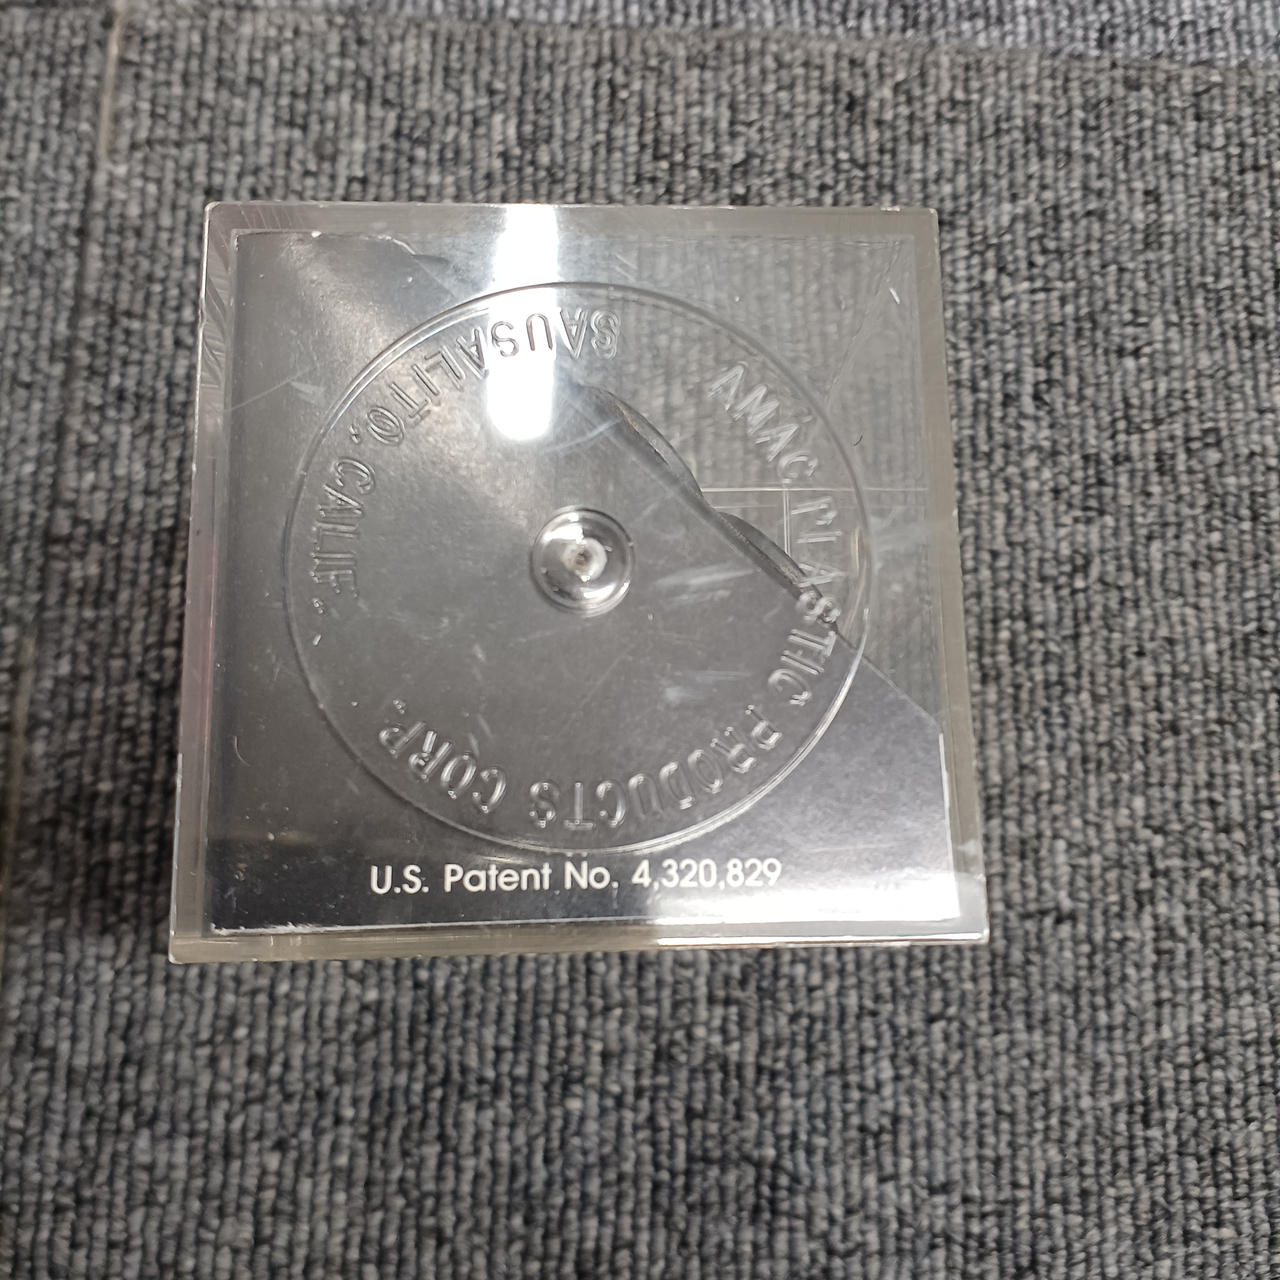 AMAC PLASTIC PRODUCTS CORP.
SAUSALITO, CALIF.
U.S. Patent No. 4,320,829